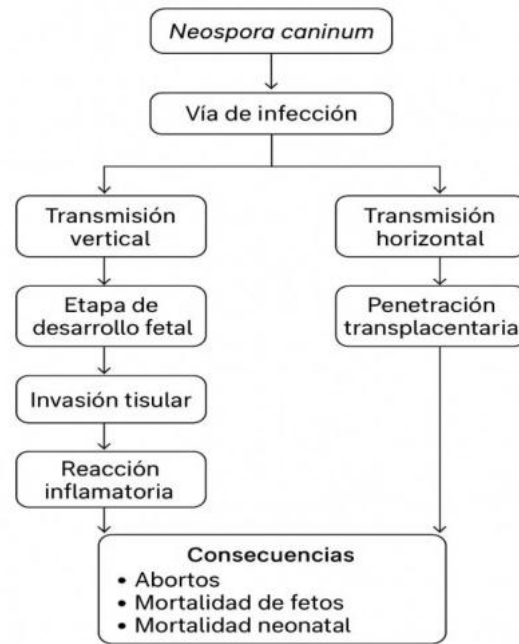 Neospora caninum
Vía de infección
Transmisión
vertical
Etapa de
desarrollo fetal
Invasión tisular
Reacción
inflamatoria
Transmisión
horizontal
Penetración
transplacentaria
Consecuencias
• Abortos
• Mortalidad de fetos
• Mortalidad neonatal